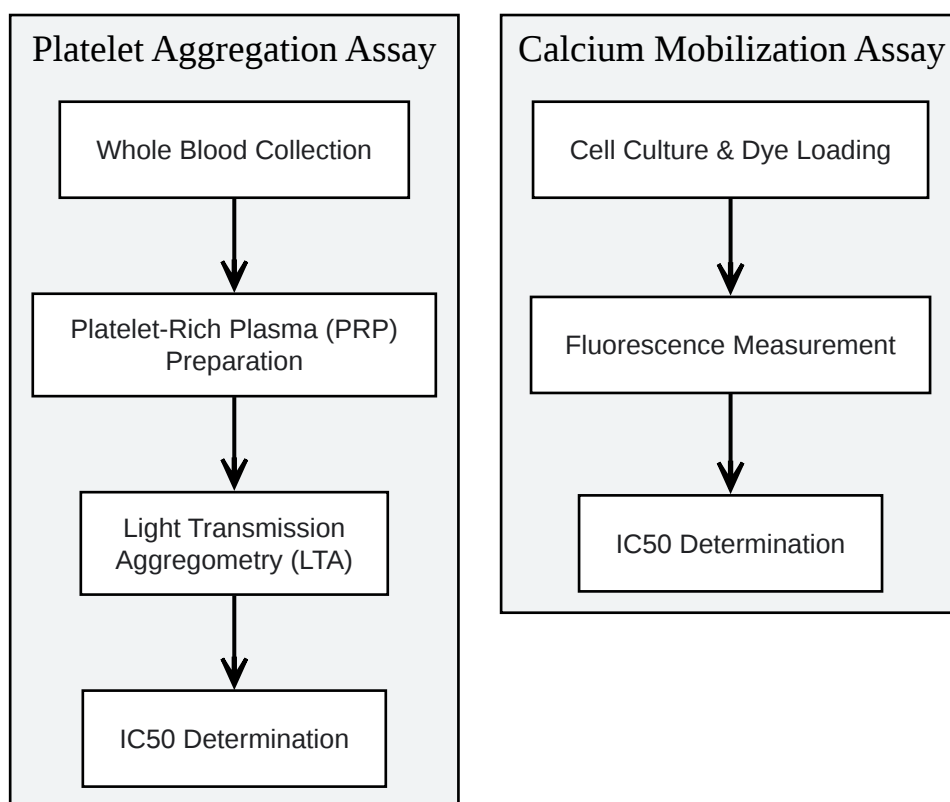 Platelet Aggregation Assay
Whole Blood Collection
Platelet-Rich Plasma (PRP)
Preparation
Light Transmission
Aggregometry (LTA)
IC50 Determination
Calcium Mobilization Assay
Cell Culture & Dye Loading
Fluorescence Measurement
IC50 Determination